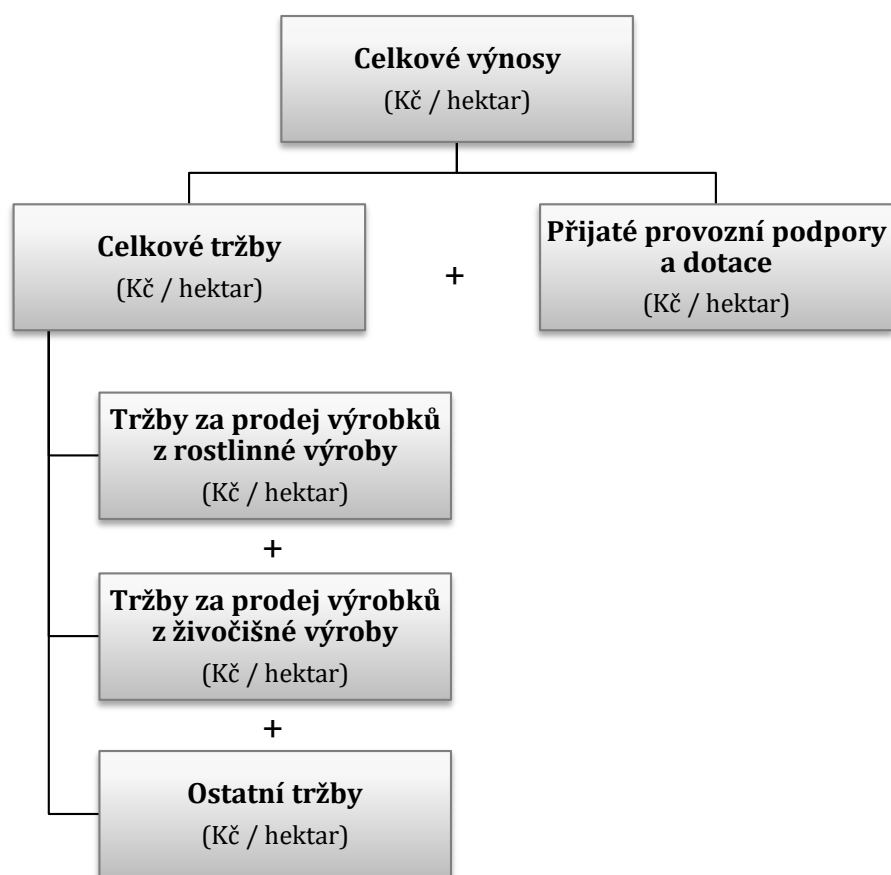 Celkové výnosy
(Kč / hektar)
Celkové tržby
(Kč / hektar)
+
Přijaté provozní podpory
a dotace
(Kč / hektar)
Tržby za prodej výrobků
z rostlinné výroby
(Kč / hektar)
+
Tržby za prodej výrobků
z živočišné výroby
(Kč / hektar)
+
Ostatní tržby
(Kč / hektar)